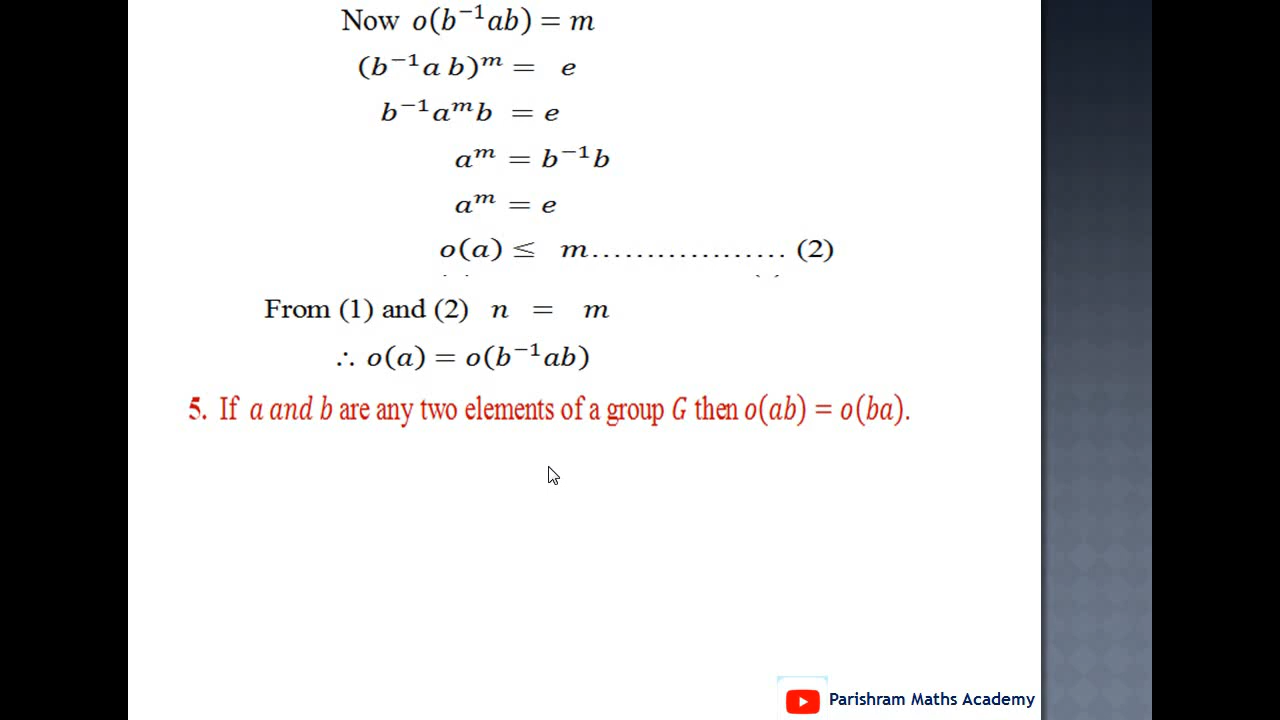 Now o(b⁻¹ab) = m
(b⁻¹a b)ᵐ = e
b⁻¹aᵐb = e
aᵐ = b⁻¹b
aᵐ = e
o(a) ≤ m.................. (2)
From (1) and (2) n = m
∴ o(a) = o(b⁻¹ab)
5. If a and b are any two elements of a group G then o(ab) = o(ba).
Parishram Maths Academy